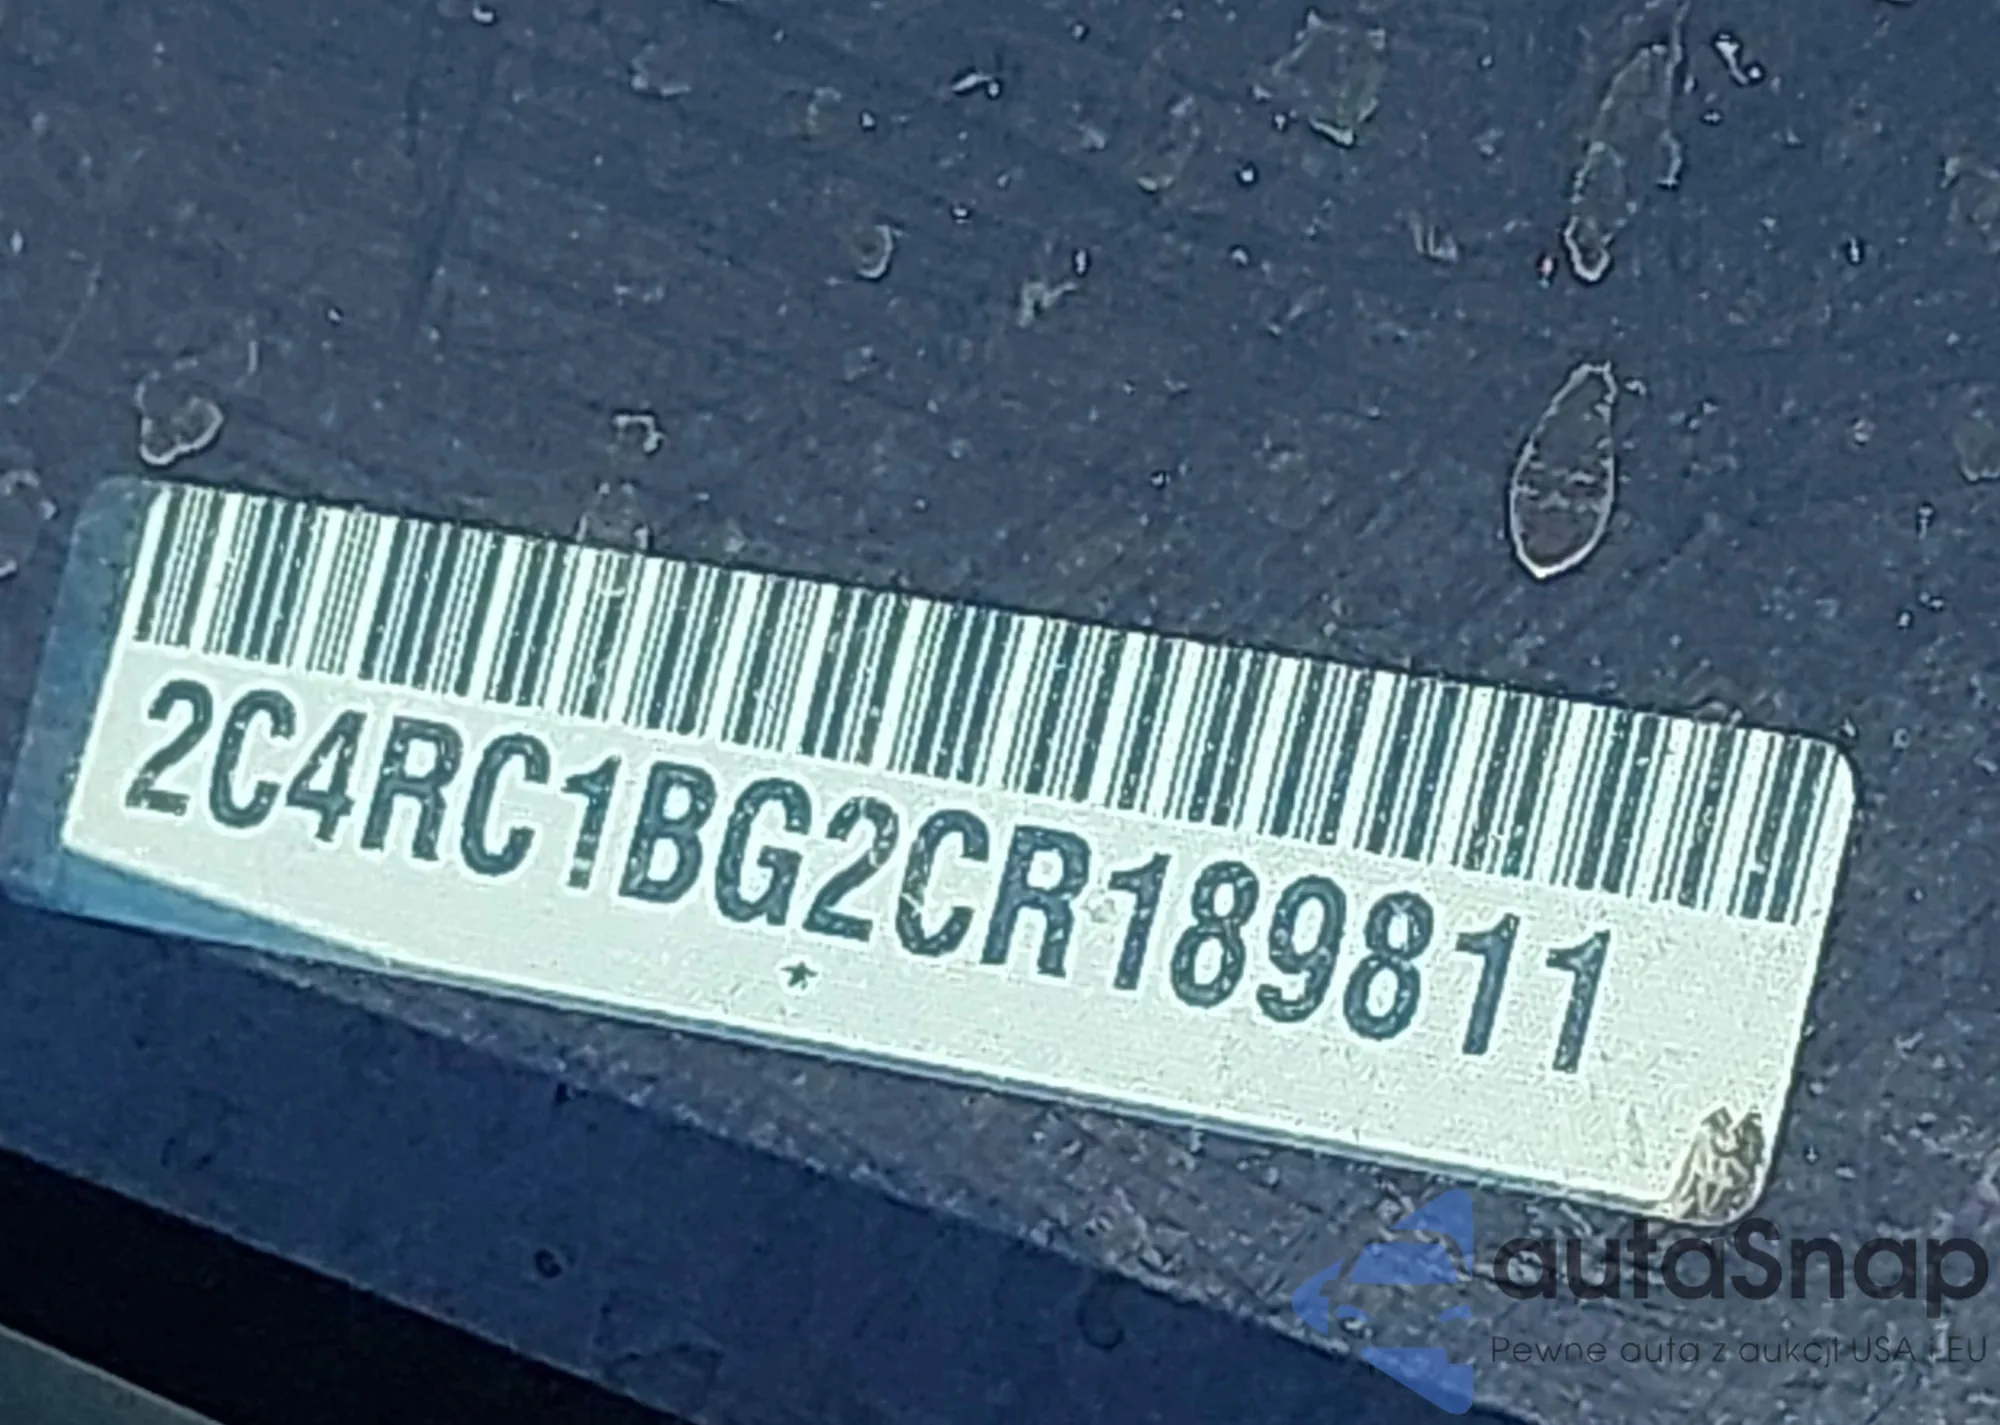 2C4RC1BG2CR189811
*
autaSnap
Pewne auta z aukcji USA i EU